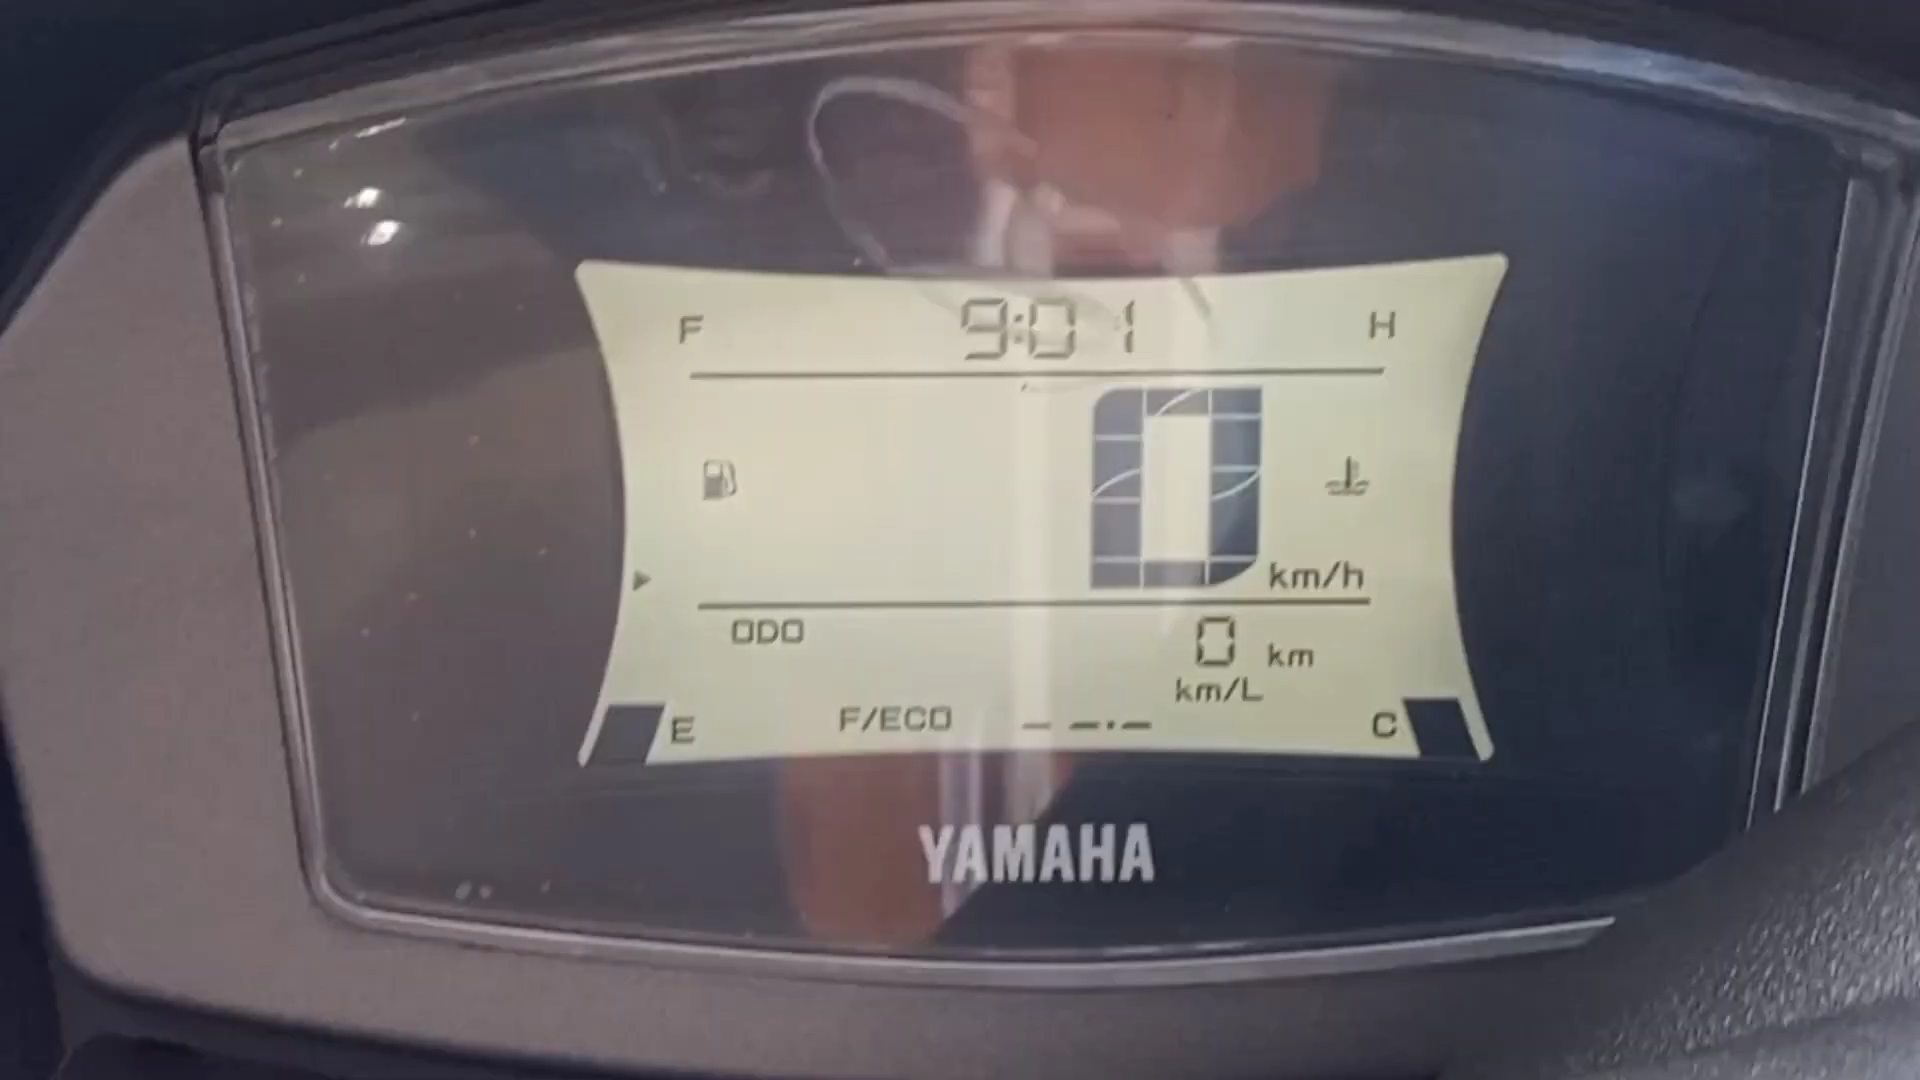 F 9:01 H
0 km/h
ODO 0 km
km/L
E F/ECO — —.— C
YAMAHA